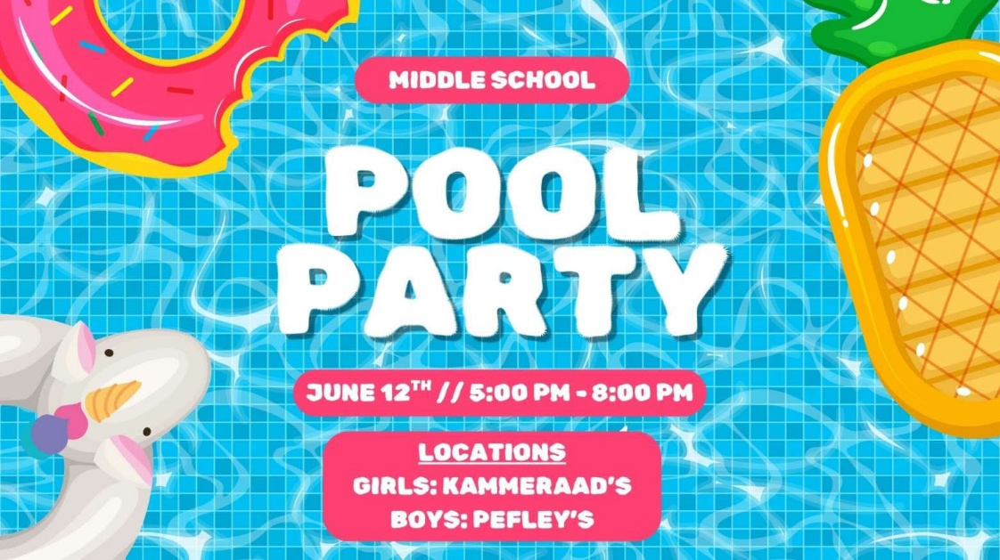 MIDDLE SCHOOL
POOL
PARTY
JUNE 12TH // 5:00 PM - 8:00 PM
LOCATIONS
GIRLS: KAMMERAAD'S
BOYS: PEFLEY'S